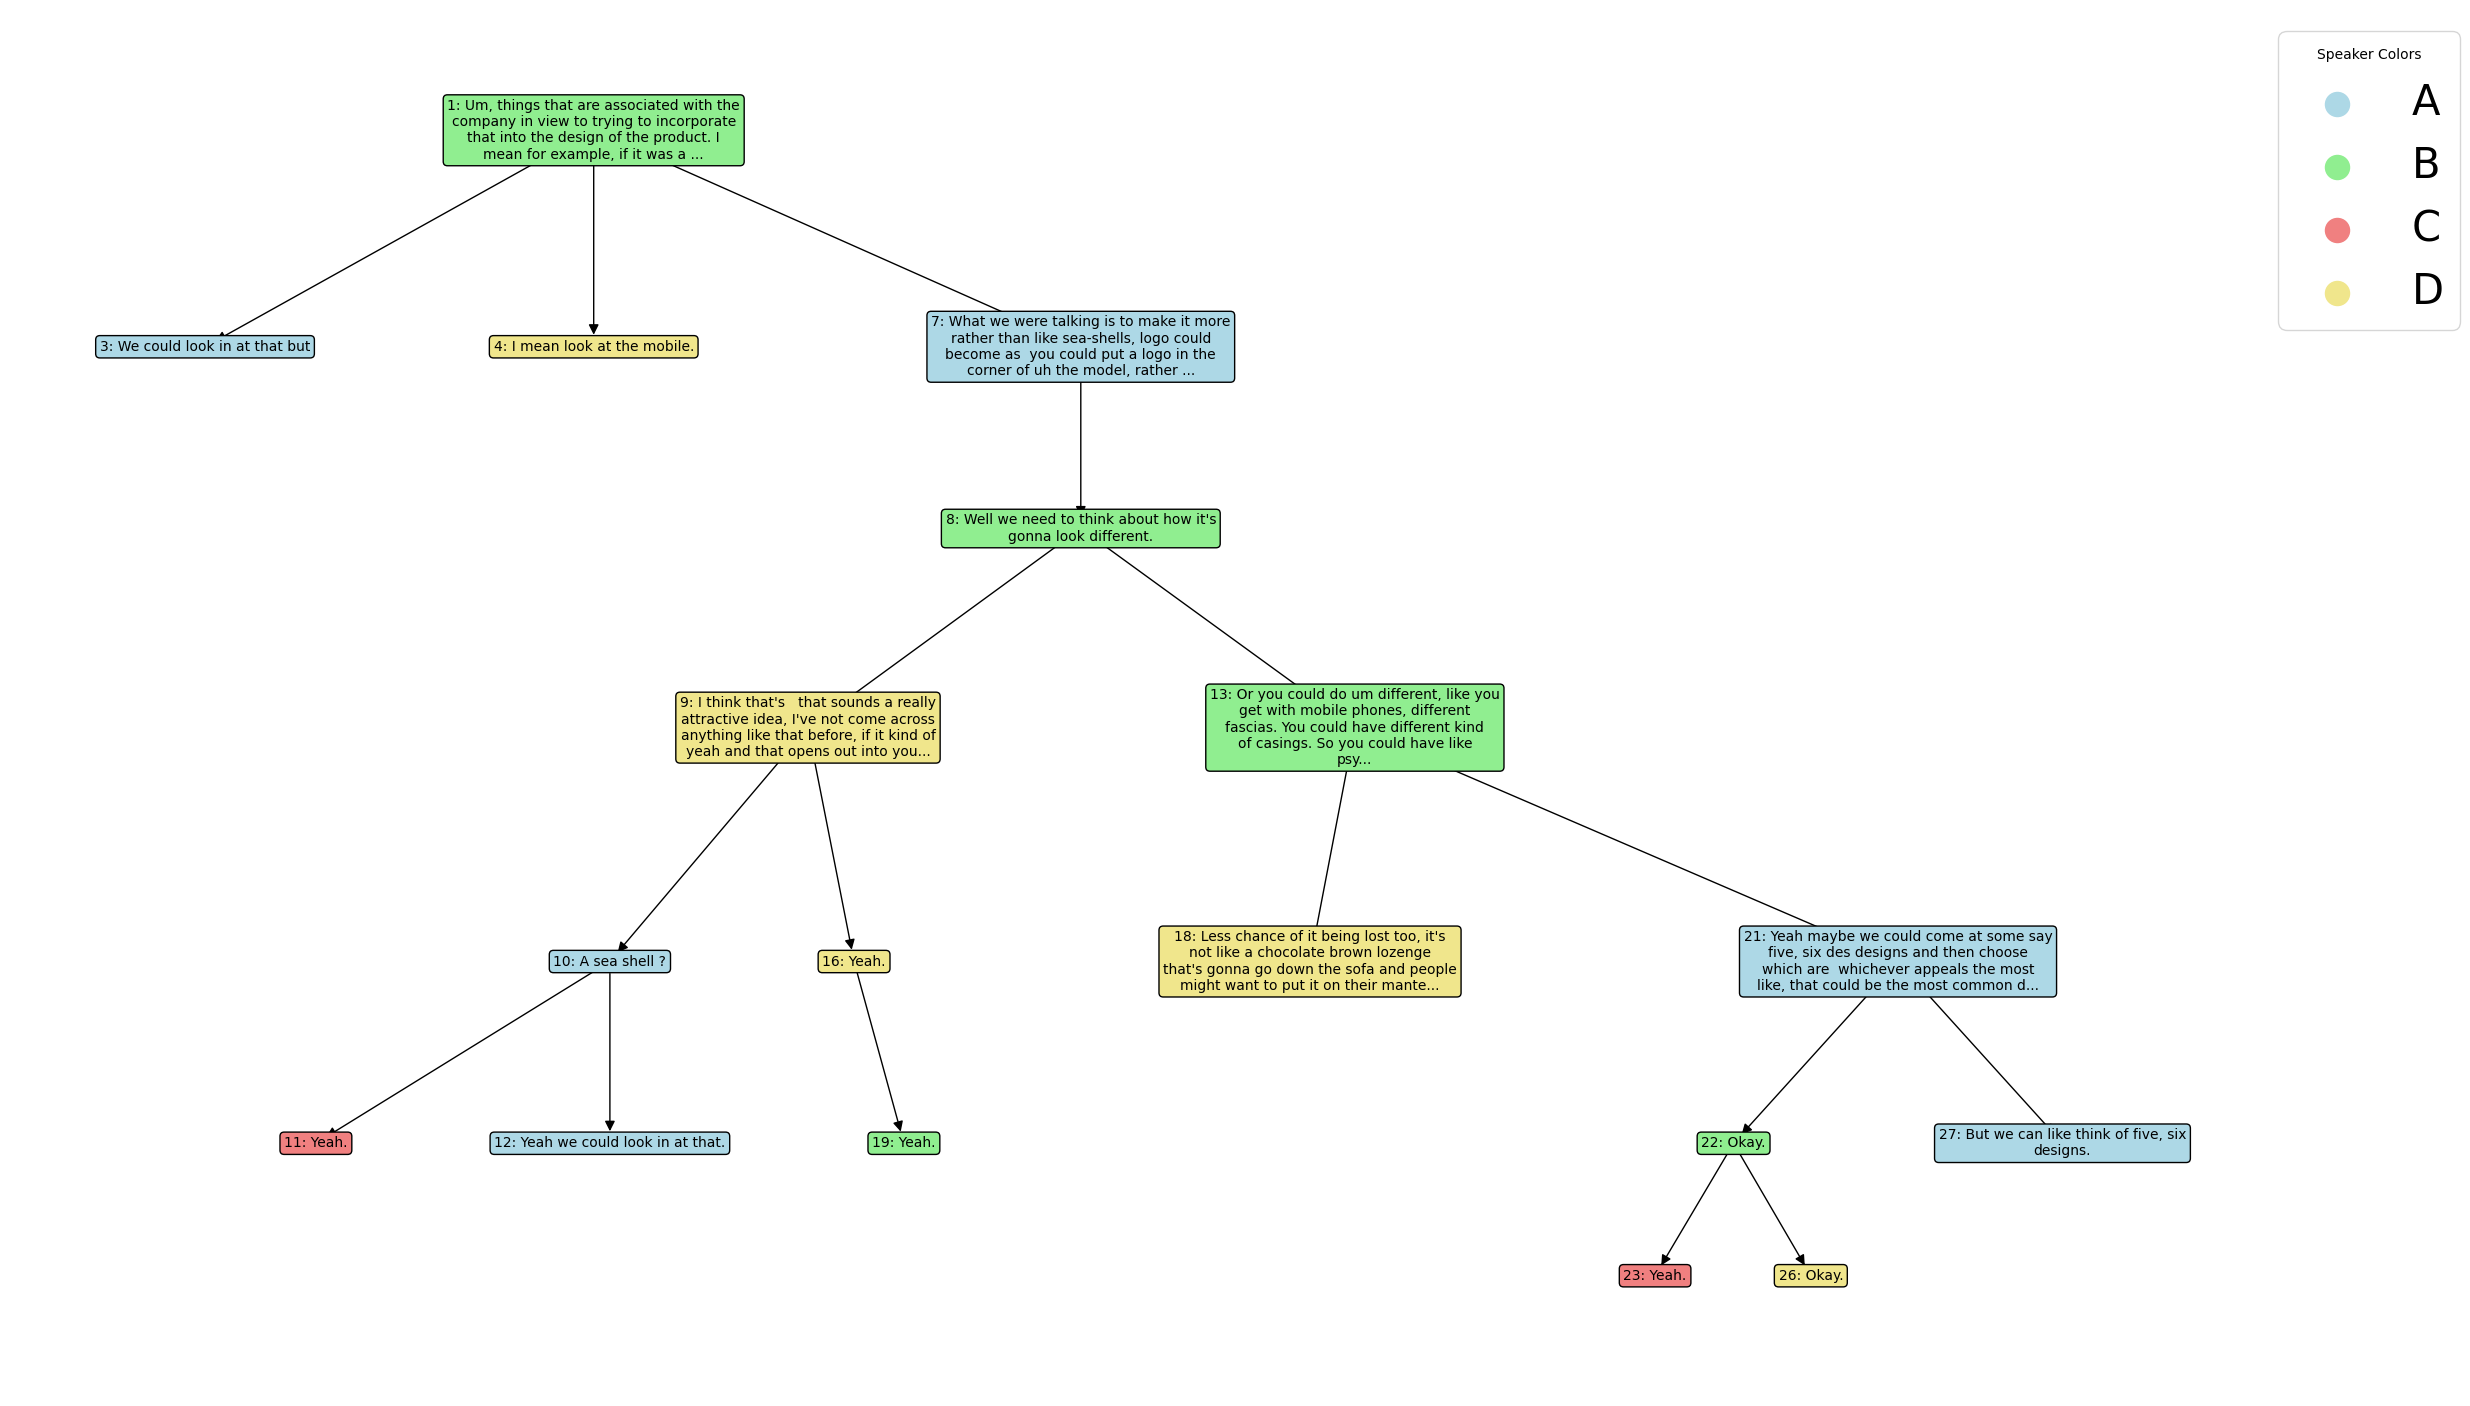 Speaker Colors
A
B
C
D
1: Um, things that are associated with the
company in view to trying to incorporate
that into the design of the product. I
mean for example, if it was a ...
3: We could look in at that but
4: I mean look at the mobile.
7: What we were talking is to make it more
rather than like sea-shells, logo could
become as  you could put a logo in the
corner of uh the model, rather ...
8: Well we need to think about how it's
gonna look different.
9: I think that's   that sounds a really
attractive idea, I've not come across
anything like that before, if it kind of
yeah and that opens out into you...
13: Or you could do um different, like you
get with mobile phones, different
fascias. You could have different kind
of casings. So you could have like
psy...
10: A sea shell ?
16: Yeah.
18: Less chance of it being lost too, it's
not like a chocolate brown lozenge
that's gonna go down the sofa and people
might want to put it on their mante...
21: Yeah maybe we could come at some say
five, six des designs and then choose
which are  whichever appeals the most
like, that could be the most common d...
11: Yeah.
12: Yeah we could look in at that.
19: Yeah.
22: Okay.
27: But we can like think of five, six
designs.
23: Yeah.
26: Okay.